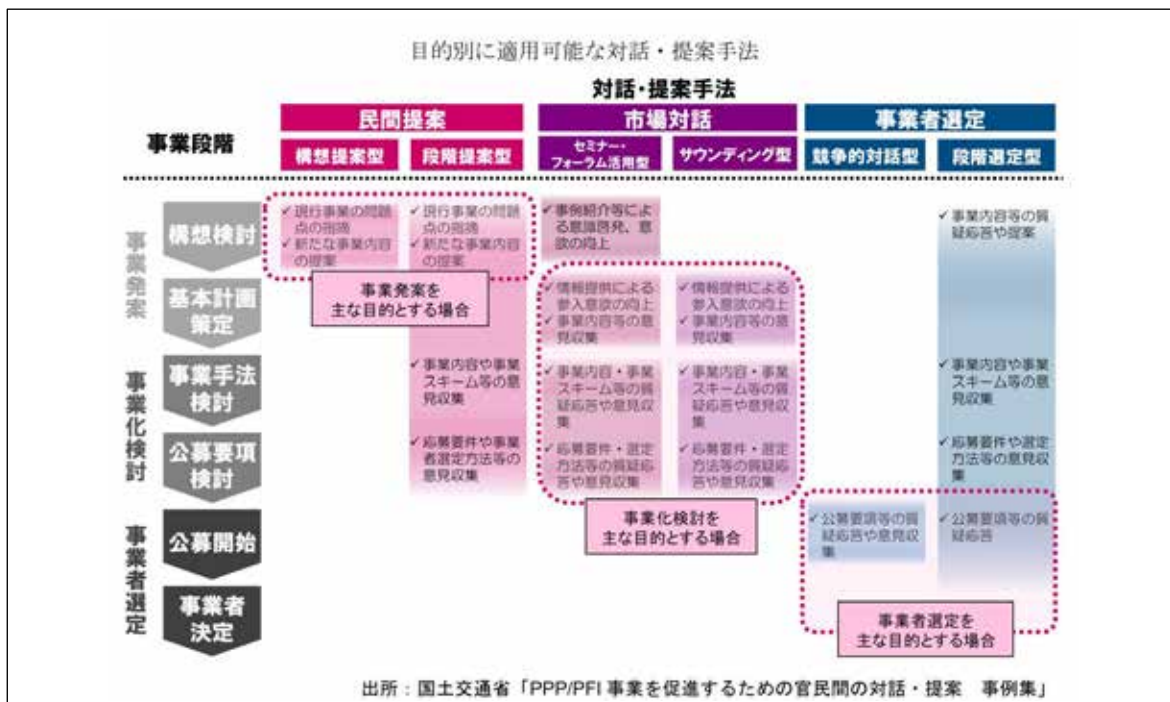 目的別に適用可能な対話・提案手法
対話・提案手法
民間提案
市場対話
事業者選定
事業段階
構想提案型
段階提案型
セミナー・
フォーラム活用型
サウンディング型
競争的対話型
段階選定型
事業発案
構想検討
✓現行事業の問題
点の指摘
✓新たな事業内容
の提案
✓現行事業の問題
点の指摘
✓新たな事業内容
の提案
✓事例紹介等によ
る意識啓発、意
欲の向上
✓事業内容等の質
疑応答や提案
事業発案を
主な目的とする場合
基本計画
策定
✓情報提供による
参入意欲の向上
✓事業内容等の意
見収集
✓情報提供による
参入意欲の向上
✓事業内容等の意
見収集
事業化検討
事業手法
検討
✓事業内容や事業
スキーム等の意
見収集
✓事業内容・事業
スキーム等の質
疑応答や意見収
集
✓事業内容・事業
スキーム等の質
疑応答や意見収
集
✓事業内容や事業
スキーム等の意
見収集
公募要項
検討
✓応募要件や事業
者選定方法等の
意見収集
✓応募要件・選定
方法等の質疑応
答や意見収集
✓応募要件・選定
方法等の質疑応
答や意見収集
✓応募要件や選定
方法等の意見収
集
事業化検討を
主な目的とする場合
事業者選定
公募開始
✓公募要項等の質
疑応答や意見収
集
✓公募要項等の質
疑応答
事業者
決定
事業者選定を
主な目的とする場合
出所：国土交通省「PPP/PFI 事業を促進するための官民間の対話・提案　事例集」